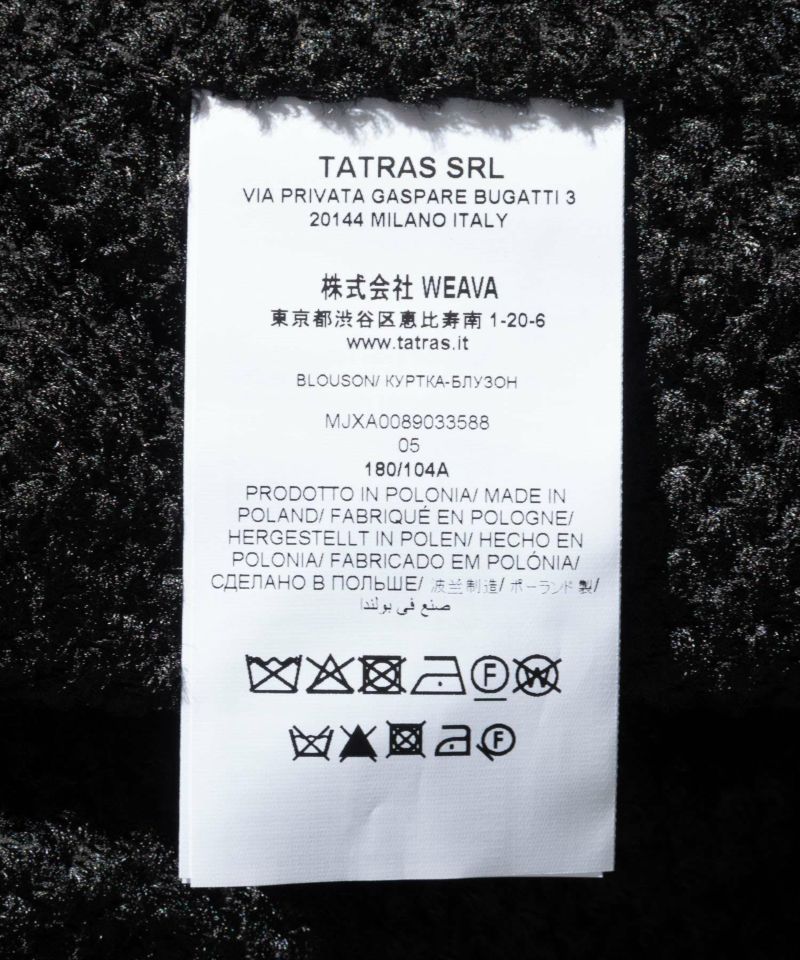 TATRAS SRL
VIA PRIVATA GASPARE BUGATTI 3
20144 MILANO ITALY
株式会社 WEAVA
東京都渋谷区恵比寿南 1-20-6
www.tatras.it
BLOUSON/ КУРТКА-БЛУЗОН
MJXA0089033588
05
180/104A
PRODOTTO IN POLONIA/ MADE IN
POLAND/ FABRIQUÉ EN POLOGNE/
HERGESTELLT IN POLEN/ HECHO EN
POLONIA/ FABRICADO EM POLÓNIA/
СДЕЛАНО В ПОЛЬШЕ/ 波兰制造/ ポーランド 製/
صنع في بولندا
F W
F